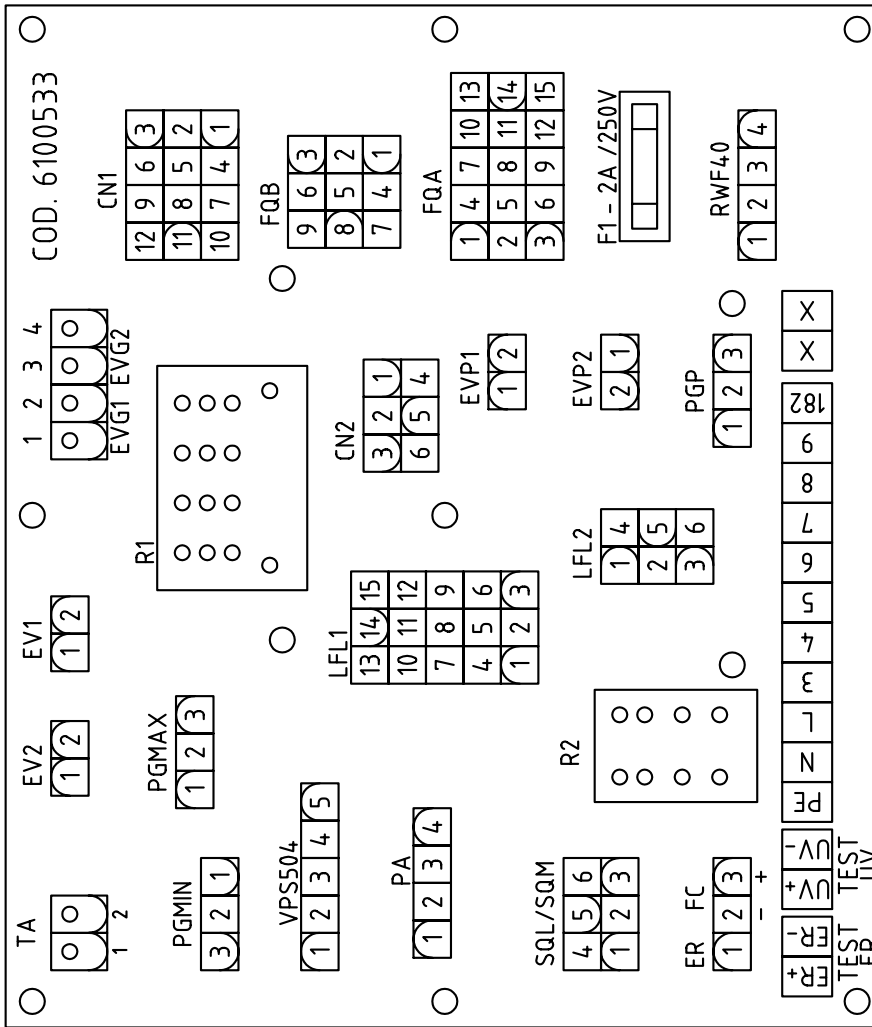 TA
1 2
EV2
1 2
EV1
1 2
1 2 3 4
EVG1 EVG2
COD. 6100533
PGMIN
3 2 1
PGMAX
1 2 3
R1
CN1
12 9 6 3
11 8 5 2
10 7 4 1
VPS504
1 2 3 4 5
LFL1
13 14 15
10 11 12
7 8 9
4 5 6
1 2 3
CN2
3 2 1
6 5 4
FQB
9 6 3
8 5 2
7 4 1
PA
1 2 3 4
EVP1
1 2
FQA
1 4 7 10 13
2 5 8 11 14
3 6 9 12 15
SQL/SQM
4 5 6
1 2 3
R2
LFL2
1 4
2 5
3 6
EVP2
2 1
F1 - 2A /250V
ER FC
1 2 3
- +
PGP
1 2 3
RWF40
1 2 3 4
ER+ ER- UV+ UV- PE N L 3 4 5 6 7 8 9 182 X X
TEST TEST
ER UV